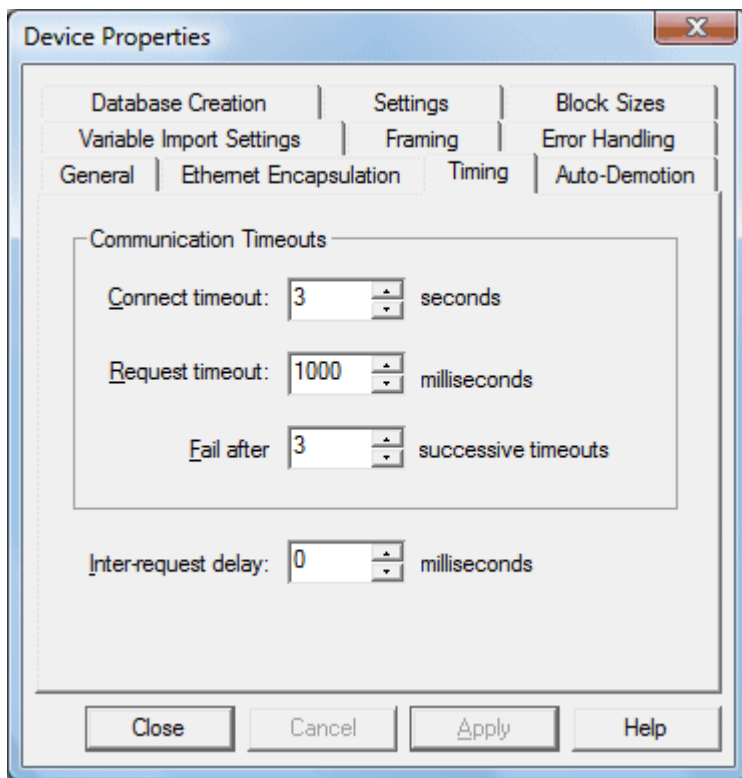 Device Properties
Database Creation Settings Block Sizes
Variable Import Settings Framing Error Handling
General Ethernet Encapsulation Timing Auto-Demotion
Communication Timeouts
Connect timeout: 3 seconds
Request timeout: 1000 milliseconds
Fail after 3 successive timeouts
Inter-request delay: 0 milliseconds
Close Cancel Apply Help